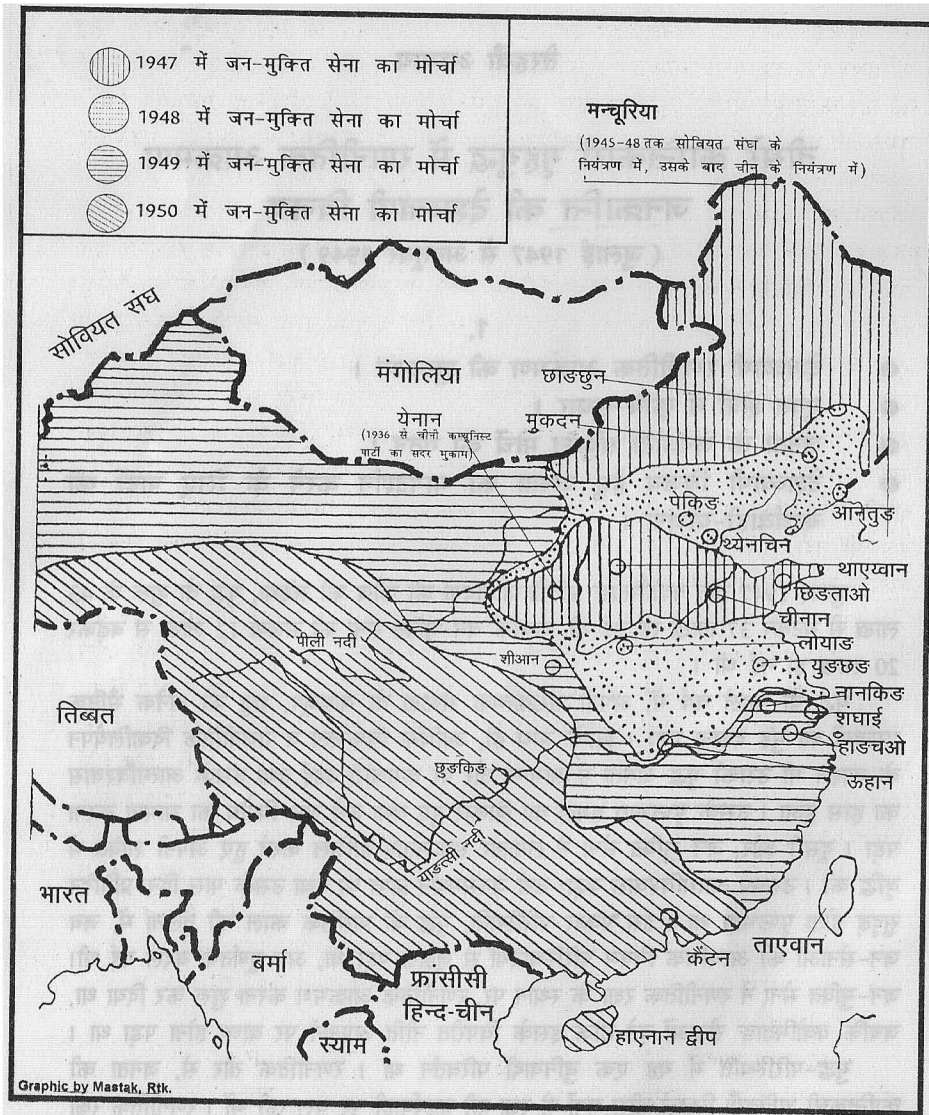 1947 में जन-मुक्ति सेना का मोर्चा
1948 में जन-मुक्ति सेना का मोर्चा
1949 में जन-मुक्ति सेना का मोर्चा
1950 में जन-मुक्ति सेना का मोर्चा
मन्चूरिया
(1945-48 तक सोवियत संघ के
नियंत्रण में, उसके बाद चीन के नियंत्रण में)
सोवियत संघ
मंगोलिया
छाङछुन
येनान
(1936 से चीनी कम्युनिस्ट
पार्टी का सदर मुकाम)
मुकदन
पेकिङ
आनतुङ
थ्येनचिन
थाएय्वान
छिङताओ
चीनान
पीली नदी
लोयाङ
शीआन
युङछङ
नानकिङ
शंघाई
तिब्बत
हाङचओ
छुङकिङ
ऊहान
याङत्सी नदी
भारत
ताएवान
कैंटेन
बर्मा
फ्रांसीसी
हिन्द-चीन
स्याम
हाएनान द्वीप
Graphic by Mastak, Rtk.